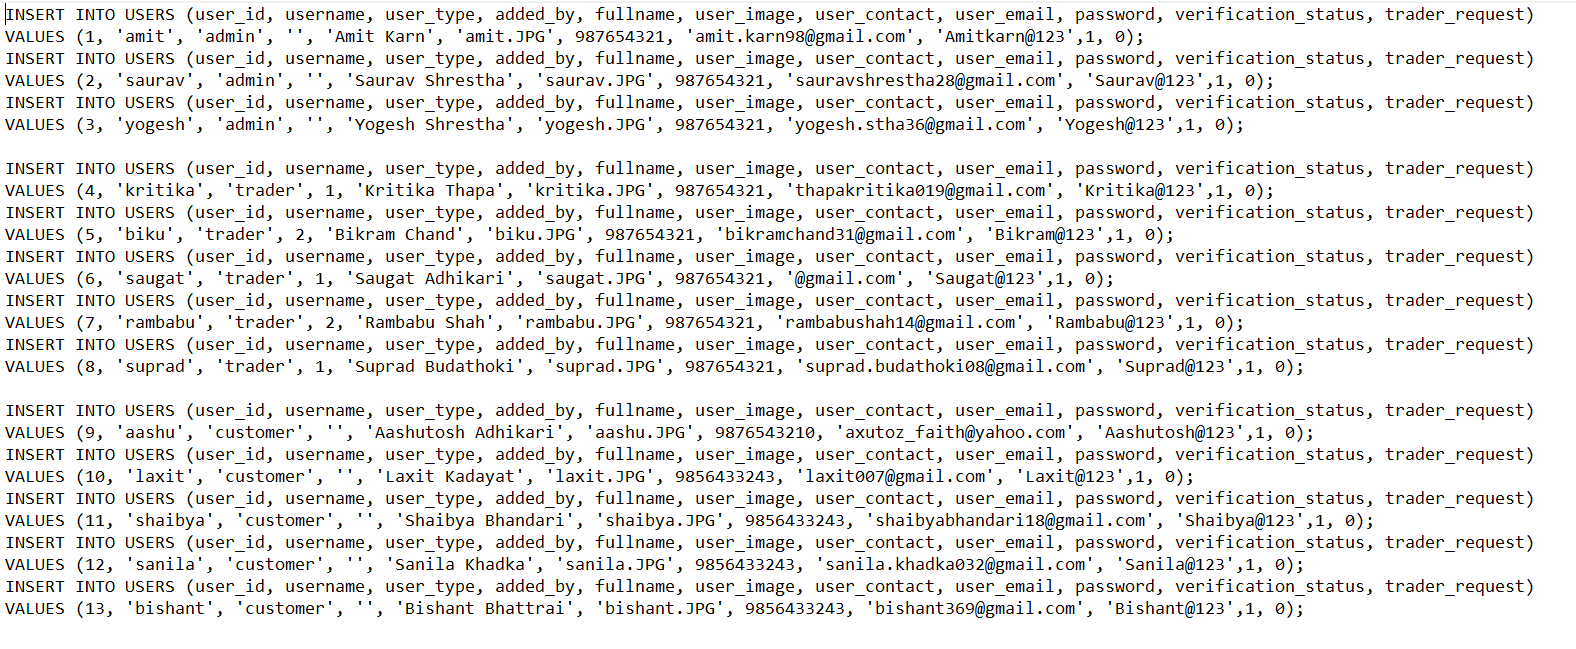 INSERT INTO USERS (user_id, username, user_type, added_by, fullname, user_image, user_contact, user_email, password, verification_status, trader_request)
VALUES (1, 'amit', 'admin', '', 'Amit Karn', 'amit.JPG', 987654321, 'amit.karn98@gmail.com', 'Amitkarn@123',1, 0);
INSERT INTO USERS (user_id, username, user_type, added_by, fullname, user_image, user_contact, user_email, password, verification_status, trader_request)
VALUES (2, 'saurav', 'admin', '', 'Saurav Shrestha', 'saurav.JPG', 987654321, 'sauravshrestha28@gmail.com', 'Saurav@123',1, 0);
INSERT INTO USERS (user_id, username, user_type, added_by, fullname, user_image, user_contact, user_email, password, verification_status, trader_request)
VALUES (3, 'yogesh', 'admin', '', 'Yogesh Shrestha', 'yogesh.JPG', 987654321, 'yogesh.stha36@gmail.com', 'Yogesh@123',1, 0);
INSERT INTO USERS (user_id, username, user_type, added_by, fullname, user_image, user_contact, user_email, password, verification_status, trader_request)
VALUES (4, 'kritika', 'trader', 1, 'Kritika Thapa', 'kritika.JPG', 987654321, 'thapakritika019@gmail.com', 'Kritika@123',1, 0);
INSERT INTO USERS (user_id, username, user_type, added_by, fullname, user_image, user_contact, user_email, password, verification_status, trader_request)
VALUES (5, 'biku', 'trader', 2, 'Bikram Chand', 'biku.JPG', 987654321, 'bikramchand31@gmail.com', 'Bikram@123',1, 0);
INSERT INTO USERS (user_id, username, user_type, added_by, fullname, user_image, user_contact, user_email, password, verification_status, trader_request)
VALUES (6, 'saugat', 'trader', 1, 'Saugat Adhikari', 'saugat.JPG', 987654321, '@gmail.com', 'Saugat@123',1, 0);
INSERT INTO USERS (user_id, username, user_type, added_by, fullname, user_image, user_contact, user_email, password, verification_status, trader_request)
VALUES (7, 'rambabu', 'trader', 2, 'Rambabu Shah', 'rambabu.JPG', 987654321, 'rambabushah14@gmail.com', 'Rambabu@123',1, 0);
INSERT INTO USERS (user_id, username, user_type, added_by, fullname, user_image, user_contact, user_email, password, verification_status, trader_request)
VALUES (8, 'suprad', 'trader', 1, 'Suprad Budathoki', 'suprad.JPG', 987654321, 'suprad.budathoki08@gmail.com', 'Suprad@123',1, 0);
INSERT INTO USERS (user_id, username, user_type, added_by, fullname, user_image, user_contact, user_email, password, verification_status, trader_request)
VALUES (9, 'aashu', 'customer', '', 'Aashutosh Adhikari', 'aashu.JPG', 9876543210, 'axutoz_faith@yahoo.com', 'Aashutosh@123',1, 0);
INSERT INTO USERS (user_id, username, user_type, added_by, fullname, user_image, user_contact, user_email, password, verification_status, trader_request)
VALUES (10, 'laxit', 'customer', '', 'Laxit Kadayat', 'laxit.JPG', 9856433243, 'laxit007@gmail.com', 'Laxit@123',1, 0);
INSERT INTO USERS (user_id, username, user_type, added_by, fullname, user_image, user_contact, user_email, password, verification_status, trader_request)
VALUES (11, 'shaibya', 'customer', '', 'Shaibya Bhandari', 'shaibya.JPG', 9856433243, 'shaibyabhandari18@gmail.com', 'Shaibya@123',1, 0);
INSERT INTO USERS (user_id, username, user_type, added_by, fullname, user_image, user_contact, user_email, password, verification_status, trader_request)
VALUES (12, 'sanila', 'customer', '', 'Sanila Khadka', 'sanila.JPG', 9856433243, 'sanila.khadka032@gmail.com', 'Sanila@123',1, 0);
INSERT INTO USERS (user_id, username, user_type, added_by, fullname, user_image, user_contact, user_email, password, verification_status, trader_request)
VALUES (13, 'bishant', 'customer', '', 'Bishant Bhattrai', 'bishant.JPG', 9856433243, 'bishant369@gmail.com', 'Bishant@123',1, 0);